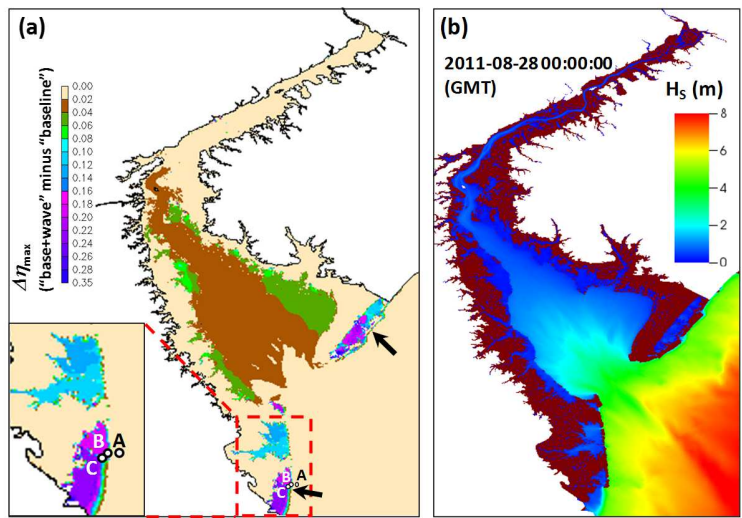 (a)
0.00
0.02
0.04
0.06
0.08
0.10
0.12
0.14
0.16
0.18
0.20
0.22
0.24
0.26
0.28
0.35
Δηmax
("base+wave" minus "baseline")
B
A
C
B
A
C
(b)
2011-08-28 00:00:00
(GMT)
HS (m)
8
6
4
2
0